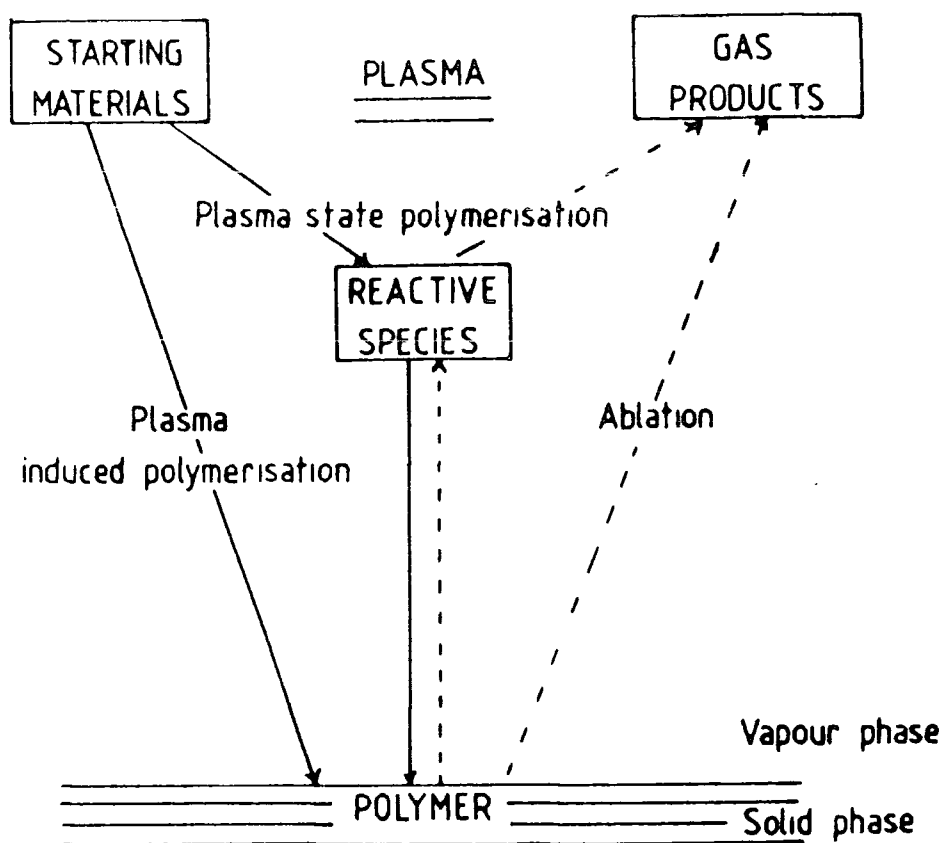 STARTING
MATERIALS
PLASMA
GAS
PRODUCTS
Plasma state polymerisation
REACTIVE
SPECIES
Plasma
induced polymerisation
Ablation
Vapour phase
POLYMER
Solid phase